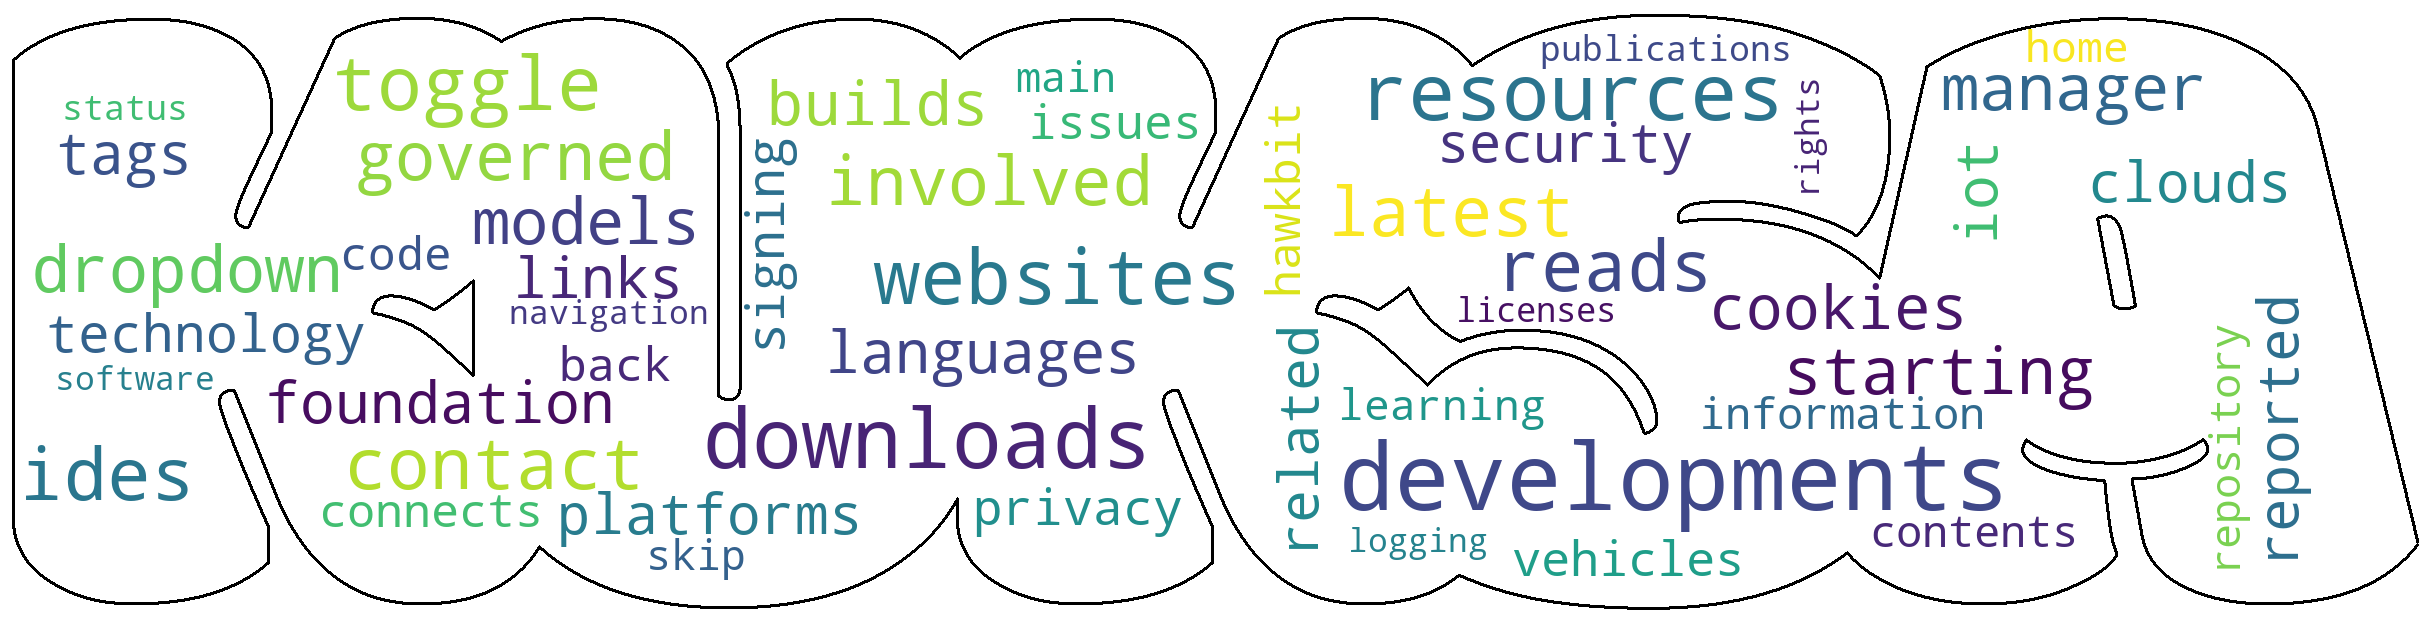 status
tags
dropdown
technology
software
ides
toggle
governed
models
code
links
navigation
back
foundation
contact
connects
platforms
skip
signing
builds
main
issues
involved
websites
languages
downloads
privacy
hawkbit
related
publications
resources
security
rights
latest
reads
licenses
cookies
starting
learning
information
developments
logging
vehicles
contents
home
manager
iot
clouds
repository
reported